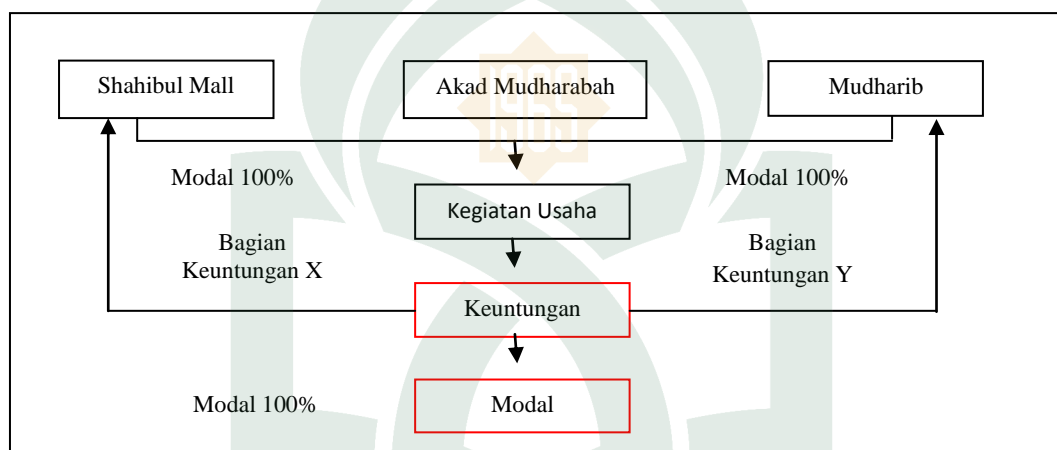 Shahibul Mall
Akad Mudharabah
Mudharib
1965
Modal 100%
Modal 100%
Kegiatan Usaha
Bagian
Keuntungan X
Bagian
Keuntungan Y
Keuntungan
Modal 100%
Modal